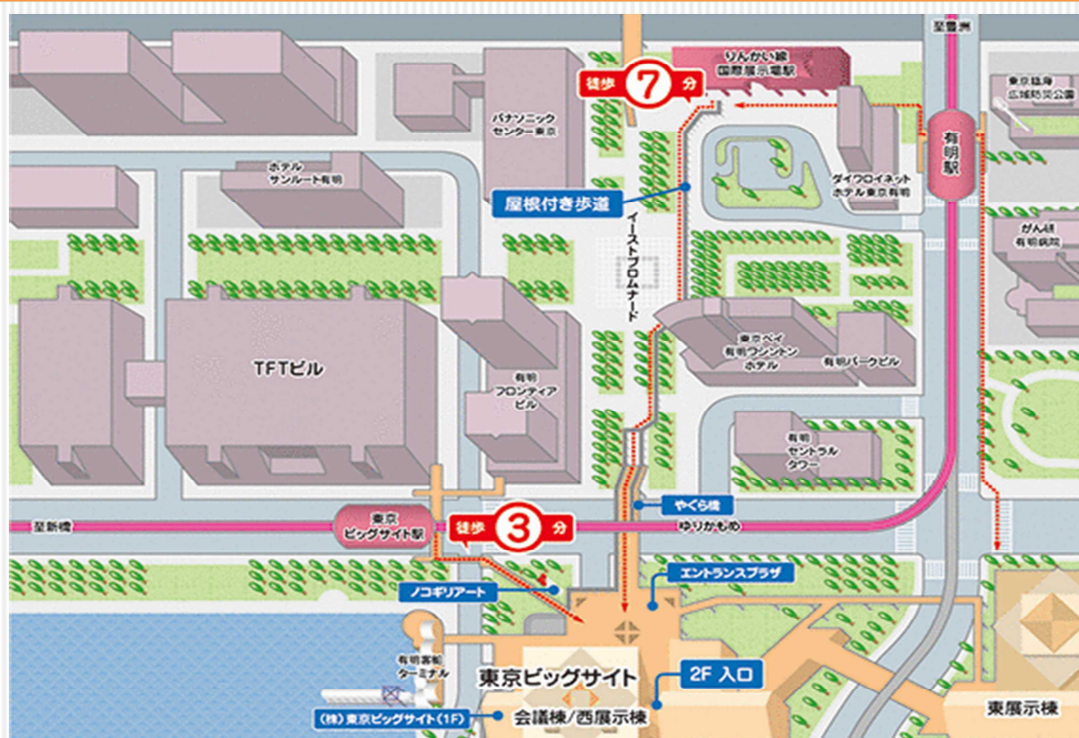 至豊洲
りんかい線
国際展示場駅
徒歩 7 分
東京臨海
広域防災公園
パナソニック
センター東京
有明駅
ホテル
サンルート有明
ダイワロイネット
ホテル東京有明
屋根付き歩道
イーストプロムナード
がん研
有明病院
東京ベイ
有明ワシントン
ホテル
有明パークビル
TFTビル
有明
フロンティア
ビル
有明
セントラル
タワー
やぐら橋
至新橋
東京
ビッグサイト駅
徒歩 3 分
ゆりかもめ
エントランスプラザ
ノコギリアート
有明客船
ターミナル
東京ビッグサイト
2F 入口
(株)東京ビッグサイト(1F)
会議棟/西展示棟
東展示棟